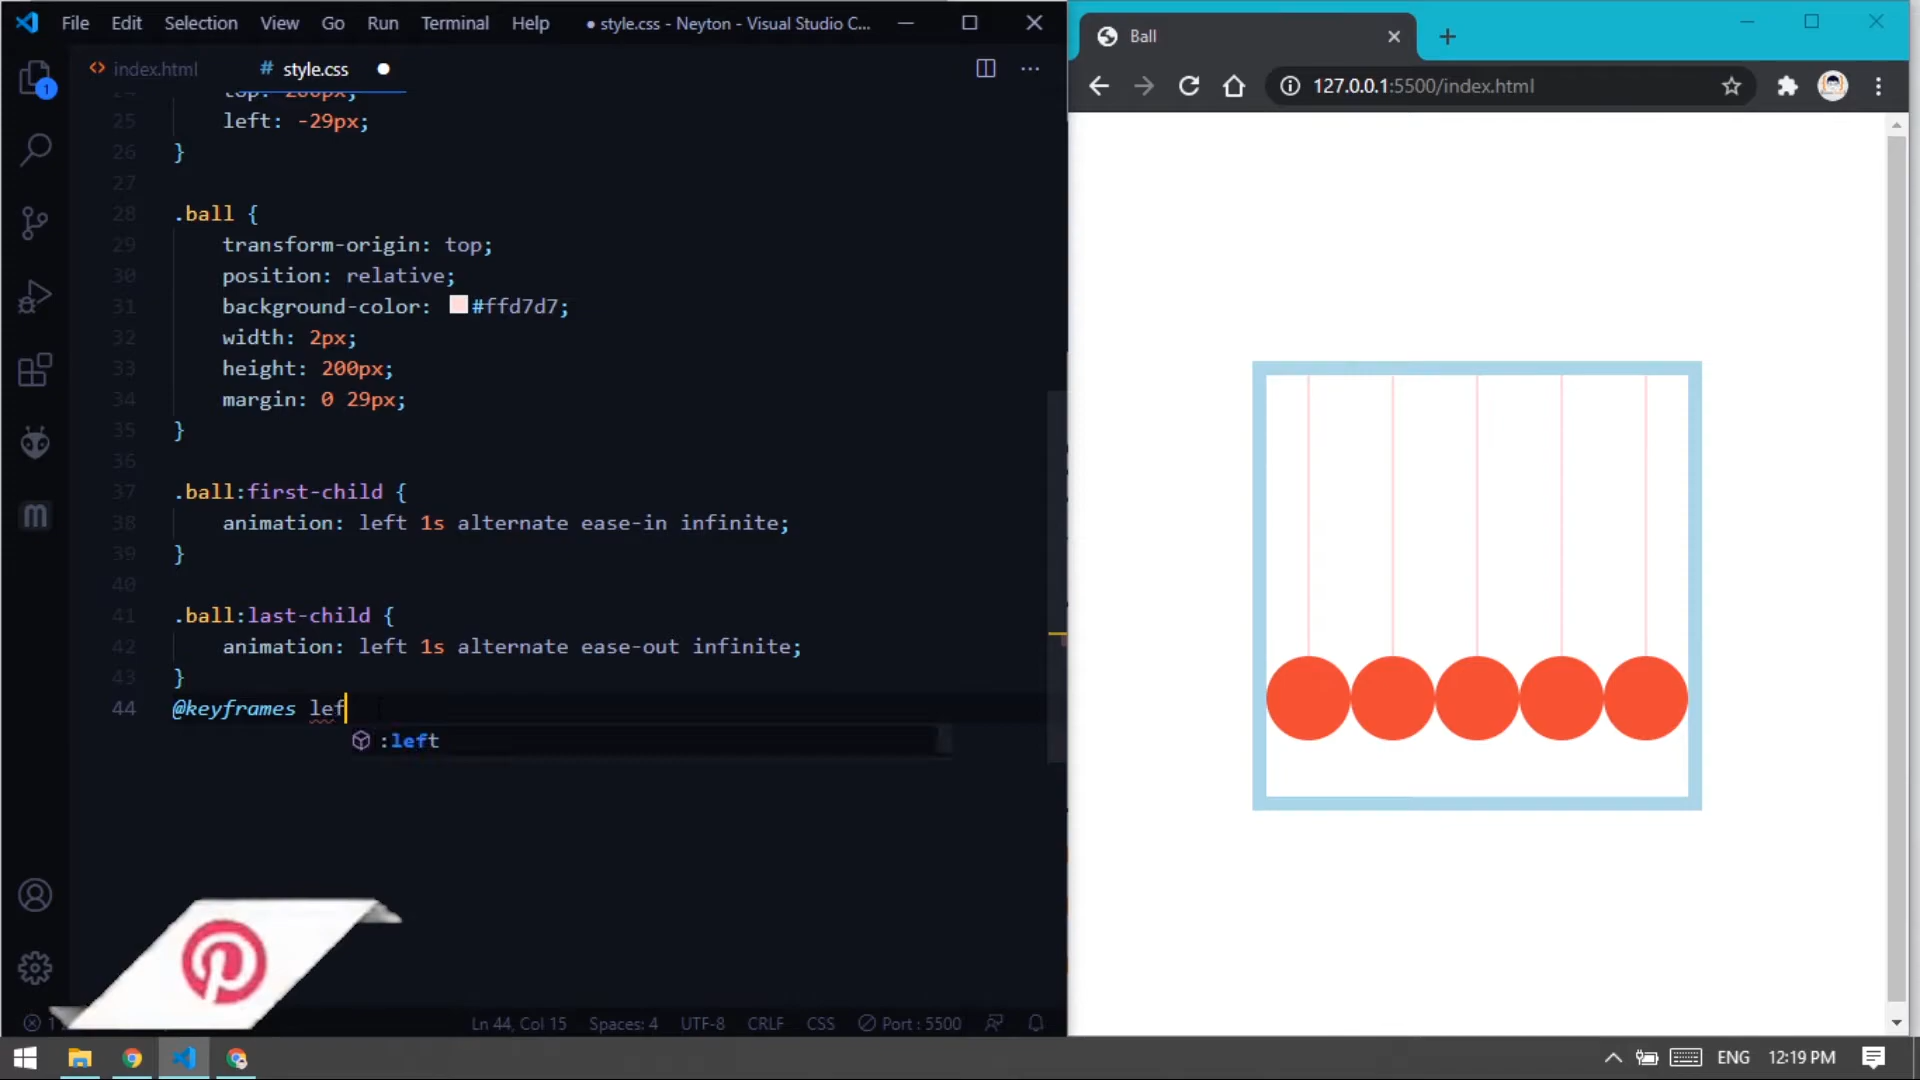 File Edit Selection View Go Run Terminal Help ● style.css - Neyton - Visual Studio C...
Ball
index.html # style.css
127.0.0.1:5500/index.html
1
25 left: -29px;
26 }
27
28 .ball {
29 transform-origin: top;
30 position: relative;
31 background-color: #ffd7d7;
32 width: 2px;
33 height: 200px;
34 margin: 0 29px;
35 }
36
37 .ball:first-child {
38 animation: left 1s alternate ease-in infinite;
39 }
40
41 .ball:last-child {
42 animation: left 1s alternate ease-out infinite;
43 }
44 @keyframes lef
:left
Ln 44, Col 15 Spaces: 4 UTF-8 CRLF CSS Port : 5500
ENG 12:19 PM